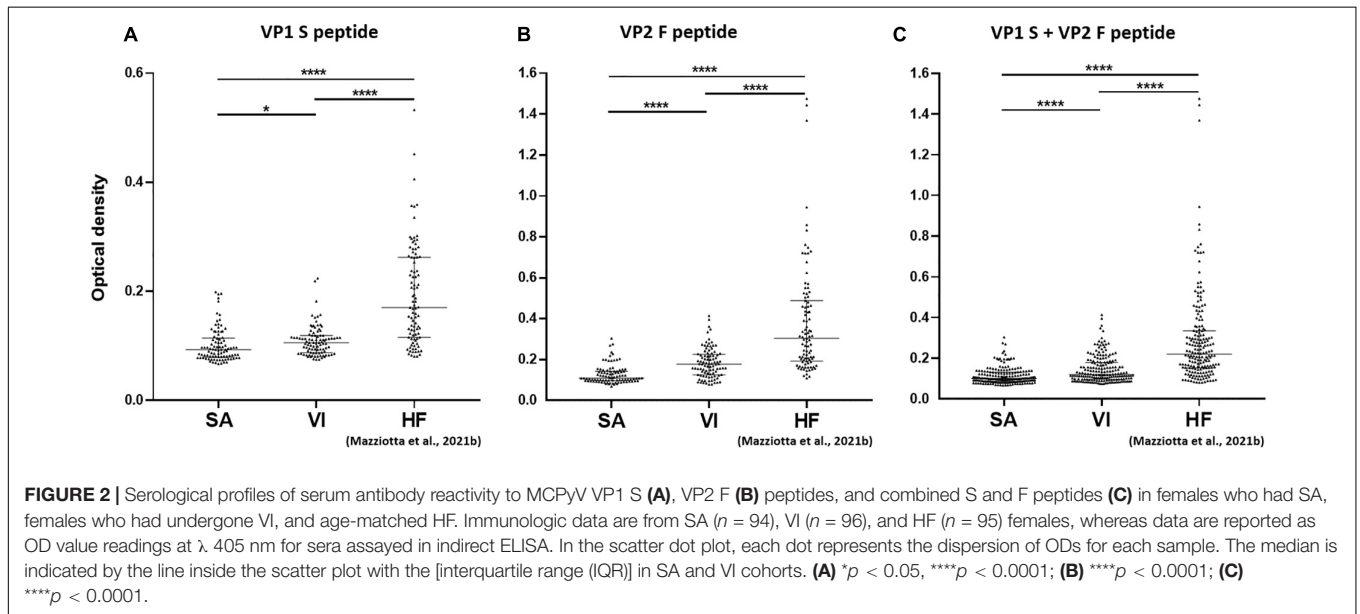 A
VP1 S peptide
Optical density
0.6
0.4
0.2
0.0
****
****
*
SA
VI
HF
(Mazziotta et al., 2021b)
B
VP2 F peptide
1.6
1.4
1.2
1.0
0.8
0.6
0.4
0.2
0.0
****
****
****
SA
VI
HF
(Mazziotta et al., 2021b)
C
VP1 S + VP2 F peptide
1.6
1.4
1.2
1.0
0.8
0.6
0.4
0.2
0.0
****
****
****
SA
VI
HF
(Mazziotta et al., 2021b)
FIGURE 2 | Serological profiles of serum antibody reactivity to MCPyV VP1 S (A), VP2 F (B) peptides, and combined S and F peptides (C) in females who had SA,
females who had undergone VI, and age-matched HF. Immunologic data are from SA (n = 94), VI (n = 96), and HF (n = 95) females, whereas data are reported as
OD value readings at λ 405 nm for sera assayed in indirect ELISA. In the scatter dot plot, each dot represents the dispersion of ODs for each sample. The median is
indicated by the line inside the scatter plot with the [interquartile range (IQR)] in SA and VI cohorts. (A) *p < 0.05, ****p < 0.0001; (B) ****p < 0.0001; (C)
****p < 0.0001.